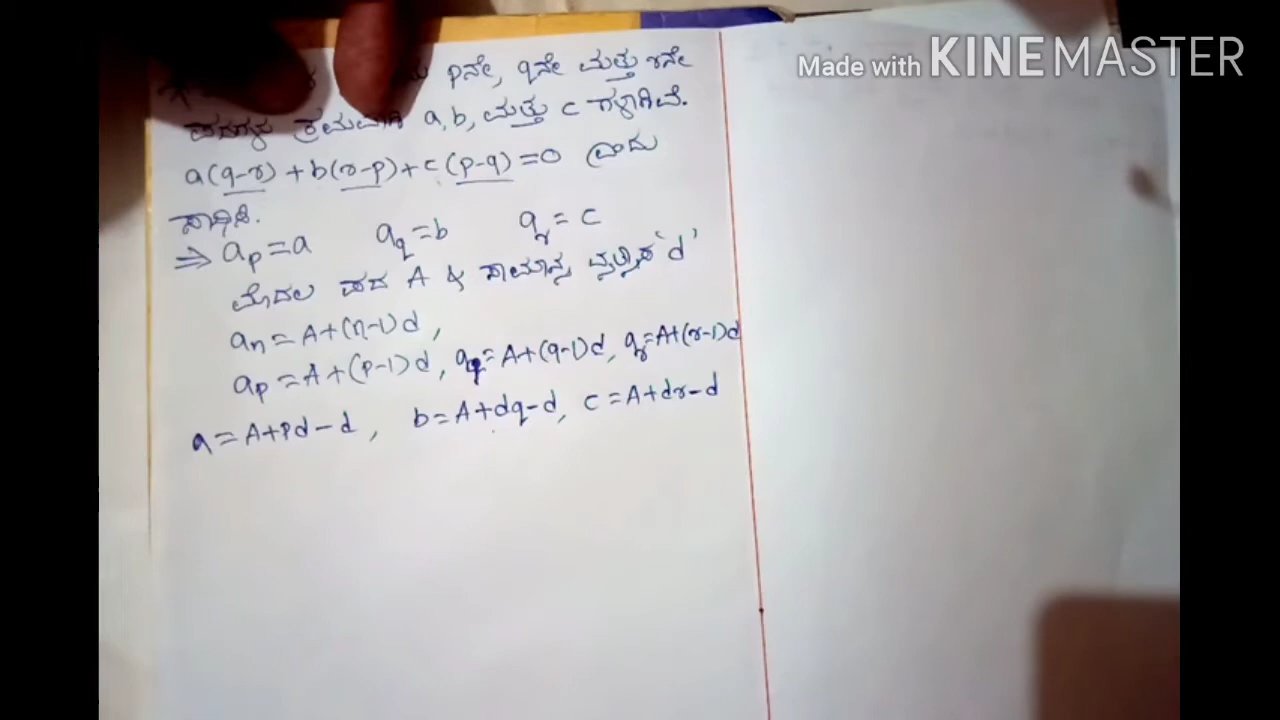 Made with KINEMASTER
pನೇ, qನೇ ಮತ್ತು rನೇ
ಪದಗಳು ಕ್ರಮವಾಗಿ a, b, ಮತ್ತು c ಗಳಾಗಿವೆ.
a(q-r) + b(r-p) + c(p-q) = 0 ಎಂದು
ಸಾಧಿಸಿ.
⇒ ap = a aq = b ar = c
ಮೊದಲ ಪದ A & ಸಾಮಾನ್ಯ ವ್ಯತ್ಯಾಸ 'd'
an = A + (n-1)d,
ap = A + (p-1)d, aq = A + (q-1)d, ar = A + (r-1)d
a = A + Pd - d, b = A + dq - d, c = A + dr - d